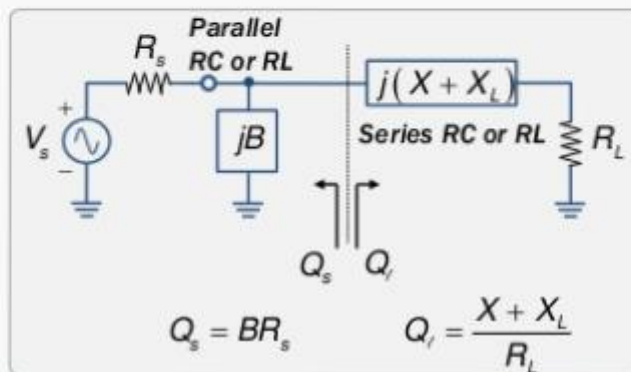 Parallel
RC or RL
R_s
j(X + X_L)
+
V_s
−
jB
Series RC or RL
R_L
Q_s
Q_l
Q_s = BR_s
Q_l = \frac{X + X_L}{R_L}